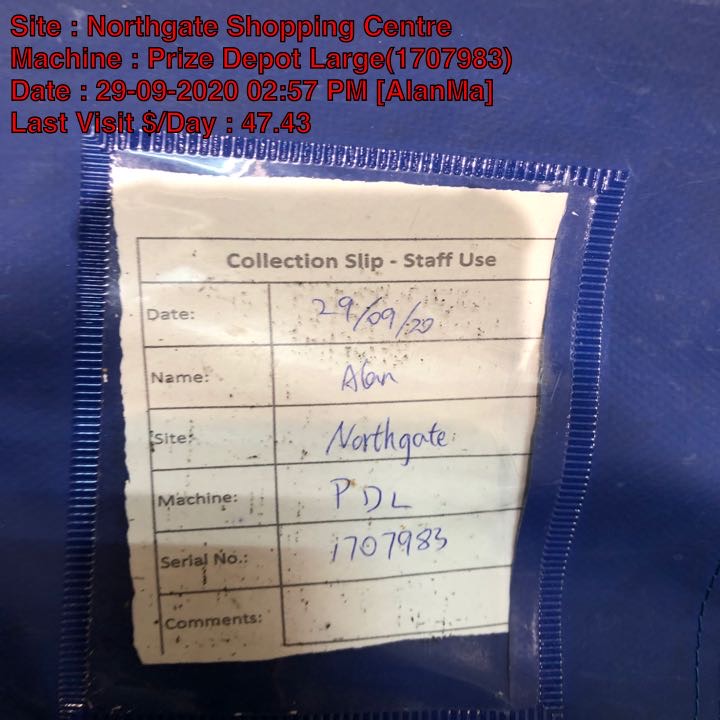 Site : Northgate Shopping Centre
Machine : Prize Depot Large(1707983)
Date : 29-09-2020 02:57 PM [AlanMa]
Last Visit $/Day : 47.43
Collection Slip - Staff Use
Date: 29/09/20
Name: Alan
Site: Northgate
Machine: PDL
Serial No.: 1707983
Comments: